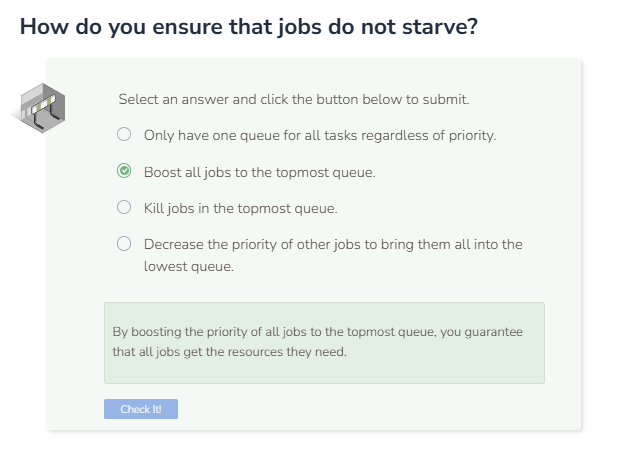 How do you ensure that jobs do not starve?
Select an answer and click the button below to submit.
Only have one queue for all tasks regardless of priority.
Boost all jobs to the topmost queue.
Kill jobs in the topmost queue.
Decrease the priority of other jobs to bring them all into the
lowest queue.
By boosting the priority of all jobs to the topmost queue, you guarantee
that all jobs get the resources they need.
Check It!